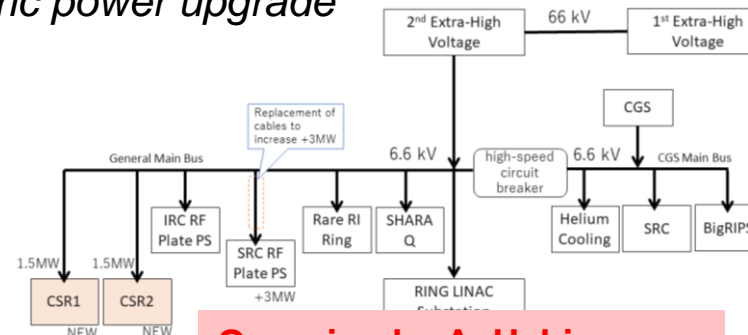 ric power upgrade
2nd Extra-High
Voltage
66 kV
1st Extra-High
Voltage
Replacement of
cables to
increase +3MW
CGS
General Main Bus
6.6 kV
high-speed
circuit
breaker
6.6 kV
CGS Main Bus
IRC RF
Plate PS
SRC RF
Plate PS
+3MW
Rare RI
Ring
SHARA
Q
Helium
Cooling
SRC
BigRIPS
1.5MW
1.5MW
CSR1
CSR2
NEW
NEW
RING LINAC